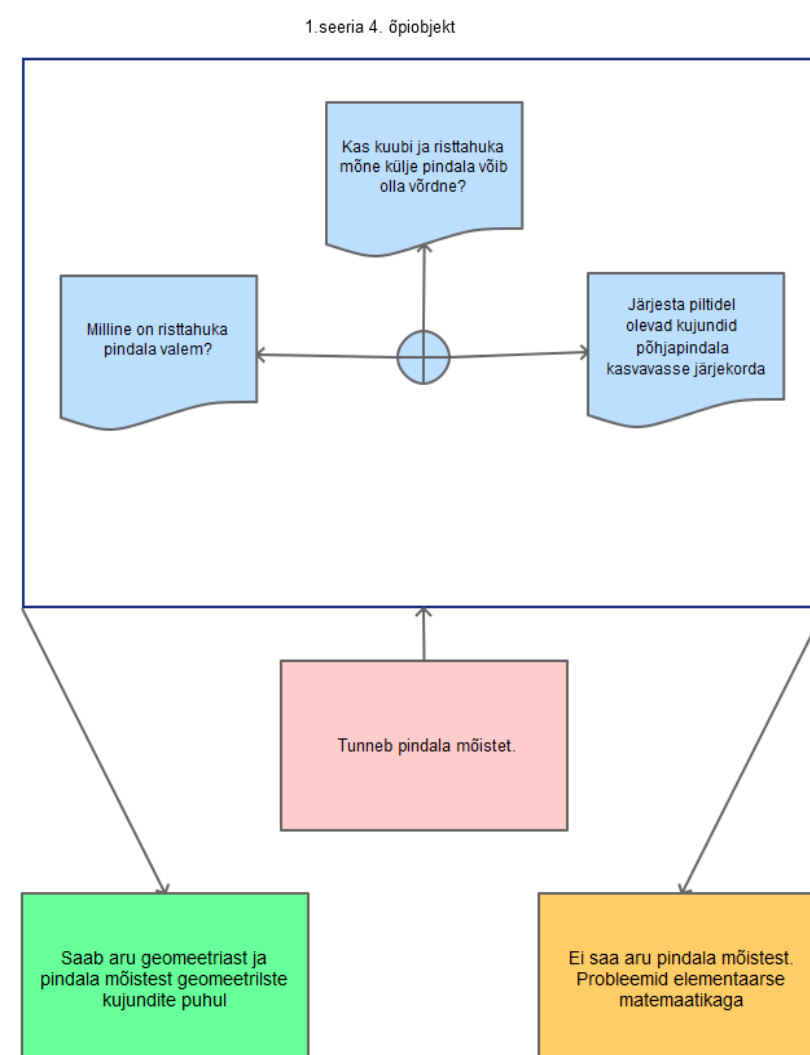 1.seeria 4. õpiobjekt
Kas kuubi ja risttahuka
mõne külje pindala võib
olla võrdne?
Milline on risttahuka
pindala valem?
Järjesta piltidel
olevad kujundid
põhjapindala
kasvavasse järjekorda
Tunneb pindala mõistet.
Saab aru geomeetriast ja
pindala mõistest geomeetrilste
kujundite puhul
Ei saa aru pindala mõistest.
Probleemid elementaarse
matemaatikaga